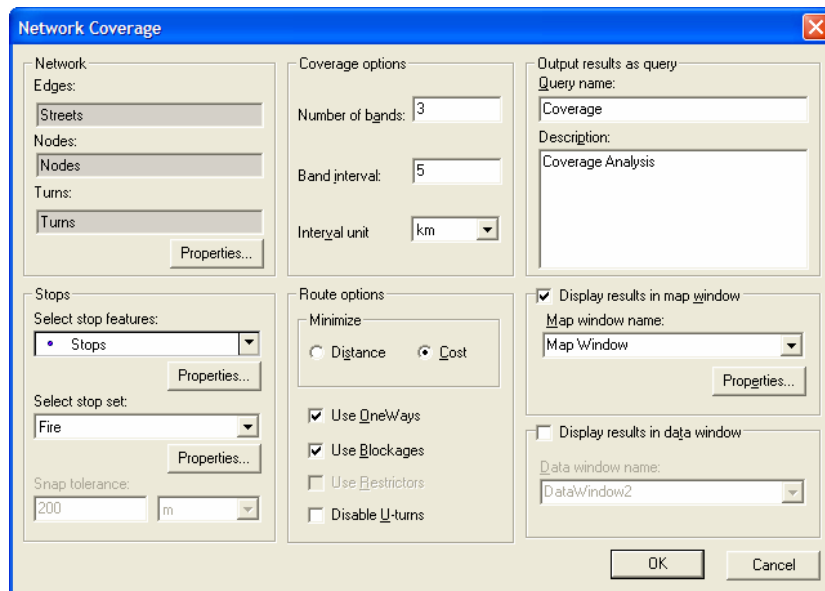 Network Coverage
Network
Edges:
Streets
Nodes:
Nodes
Turns:
Turns
Properties...
Coverage options
Number of bands:
3
Band interval:
5
Interval unit
km
Output results as query
Query name:
Coverage
Description:
Coverage Analysis
Stops
Select stop features:
Stops
Properties...
Select stop set:
Fire
Properties...
Snap tolerance:
200
m
Route options
Minimize
Distance
Cost
Use OneWays
Use Blockages
Use Restrictors
Disable U-turns
Display results in map window
Map window name:
Map Window
Properties...
Display results in data window
Data window name:
DataWindow2
OK
Cancel